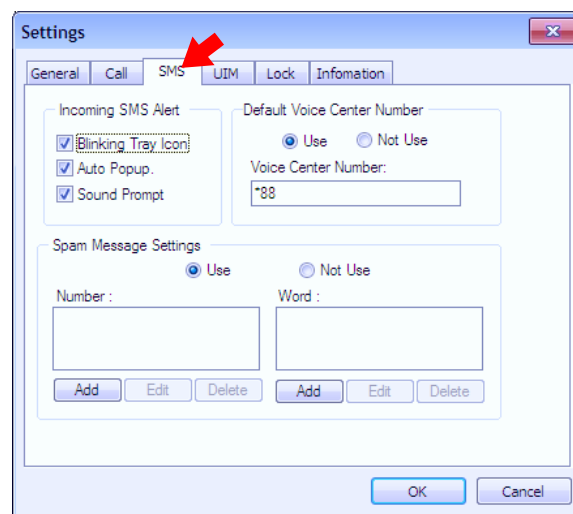 Settings
General Call SMS UIM Lock Infomation
Incoming SMS Alert
Blinking Tray Icon
Auto Popup.
Sound Prompt
Default Voice Center Number
Use Not Use
Voice Center Number:
*88
Spam Message Settings
Use Not Use
Number : Word :
Add Edit Delete Add Edit Delete
OK Cancel